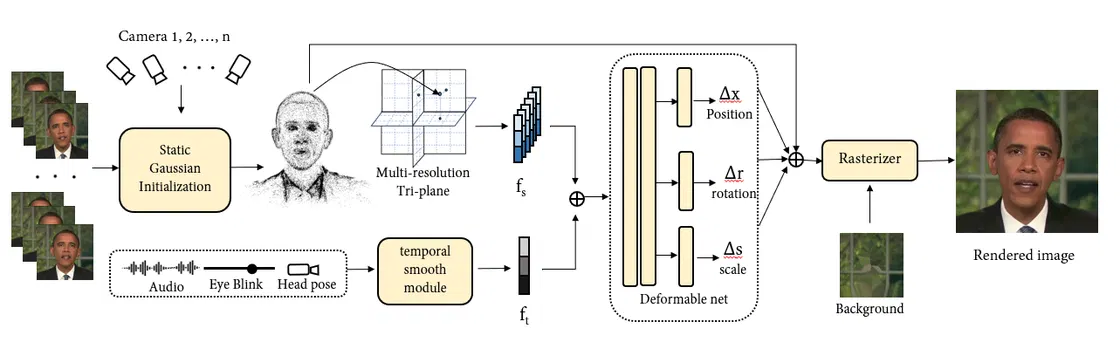 Camera 1, 2, …, n
Static
Gaussian
Initialization
Multi-resolution
Tri-plane
fs
Audio
Eye Blink
Head pose
temporal
smooth
module
ft
Δx
Position
Δr
rotation
Δs
scale
Deformable net
Rasterizer
Background
Rendered image